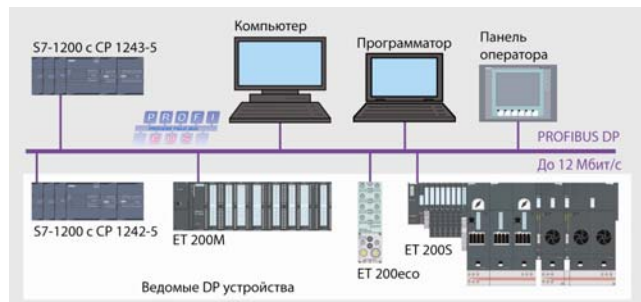 Компьютер
S7-1200 с CP 1243-5
Программатор
Панель
оператора
PROFI
PROFIBUS DP
До 12 Мбит/с
S7-1200 с CP 1242-5
ET 200M
ET 200eco
ET 200S
Ведомые DP устройства